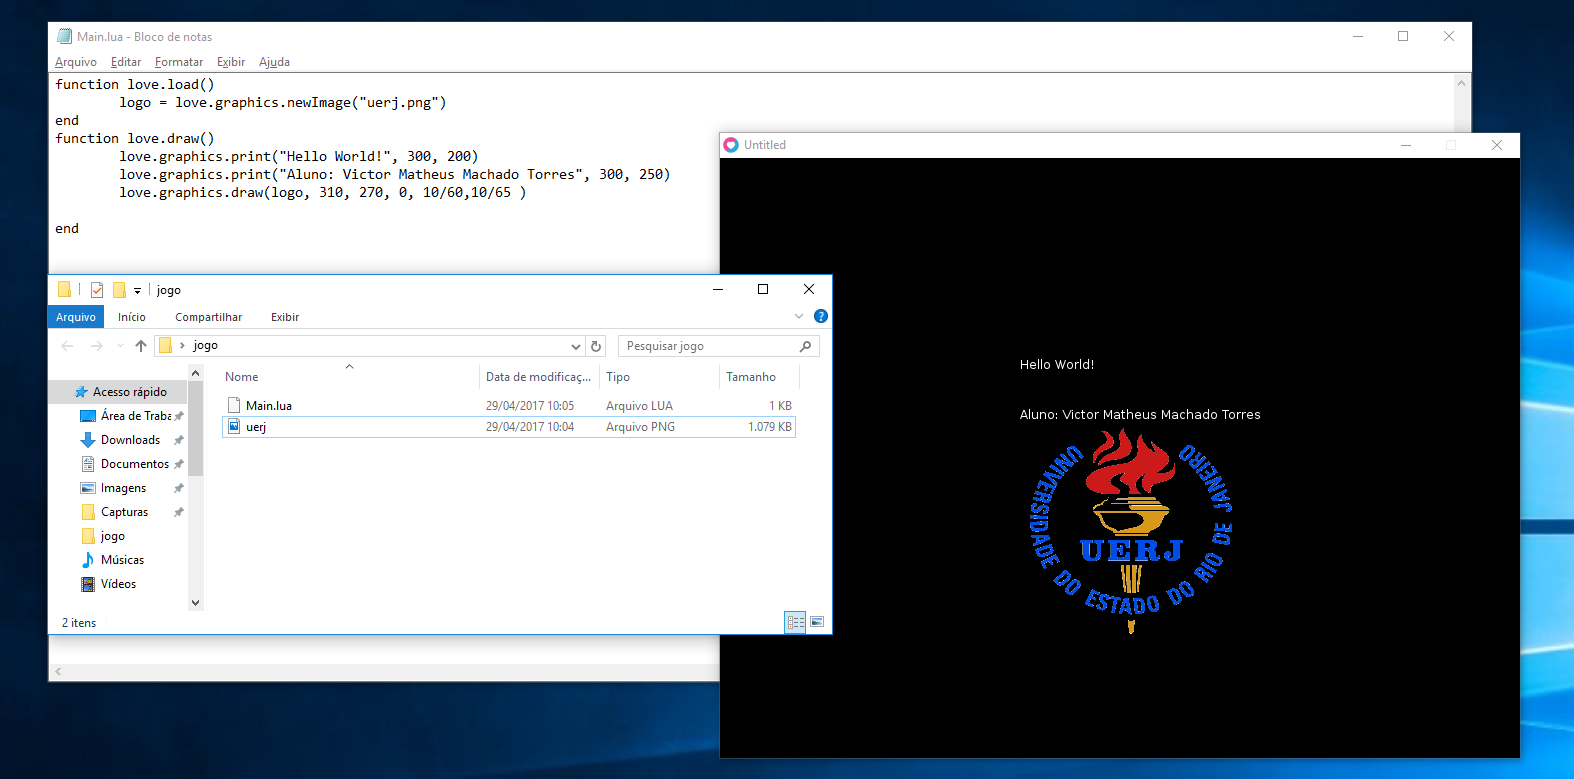 Main.lua - Bloco de notas
Arquivo Editar Formatar Exibir Ajuda
function love.load()
logo = love.graphics.newImage("uerj.png")
end
function love.draw()
love.graphics.print("Hello World!", 300, 200)
love.graphics.print("Aluno: Victor Matheus Machado Torres", 300, 250)
love.graphics.draw(logo, 310, 270, 0, 10/60,10/65 )
end
jogo
Arquivo Início Compartilhar Exibir
jogo
Pesquisar jogo
Nome Data de modificaç... Tipo Tamanho
Main.lua 29/04/2017 10:05 Arquivo LUA 1 KB
uerj 29/04/2017 10:04 Arquivo PNG 1.079 KB
Acesso rápido
Área de Traba
Downloads
Documentos
Imagens
Capturas
jogo
Músicas
Vídeos
2 itens
Untitled
Hello World!
Aluno: Victor Matheus Machado Torres
UNIVERSIDADE DO ESTADO DO RIO DE JANEIRO
UERJ